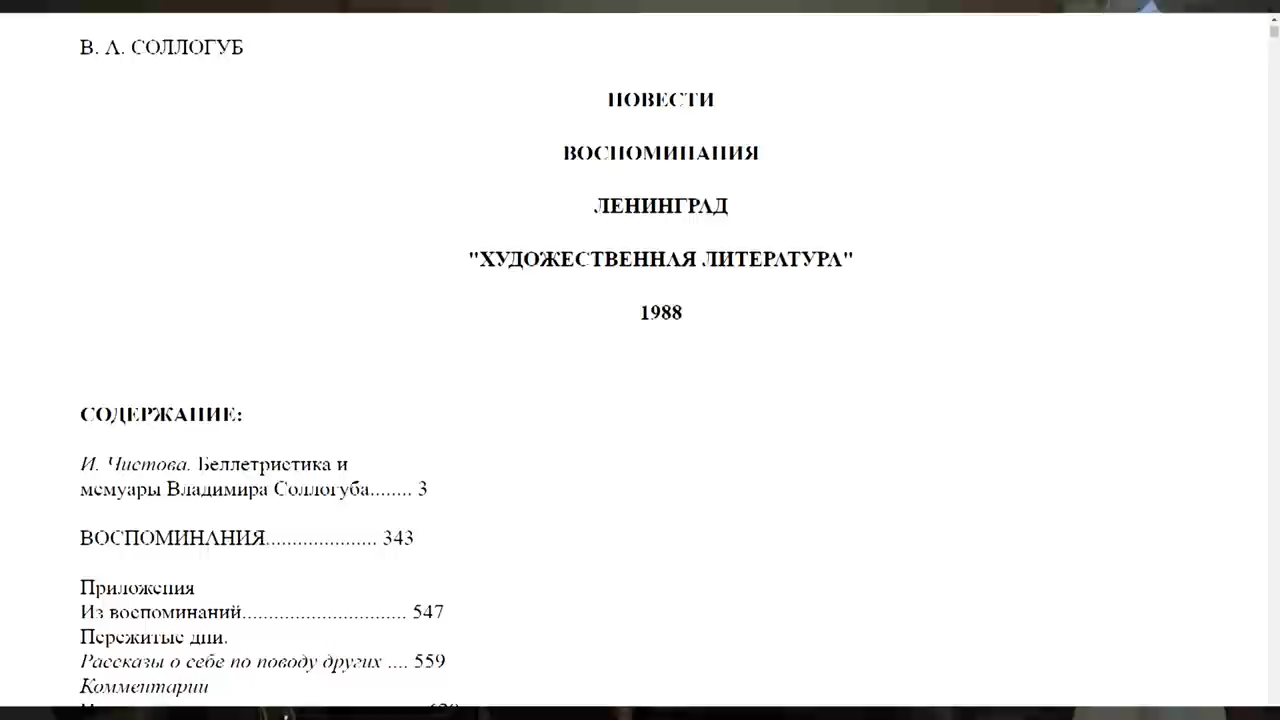 В. А. СОЛЛОГУБ
ПОВЕСТИ
ВОСПОМИНАНИЯ
ЛЕНИНГРАД
"ХУДОЖЕСТВЕННАЯ ЛИТЕРАТУРА"
1988
СОДЕРЖАНИЕ:
И. Чистова. Беллетристика и
мемуары Владимира Соллогуба........ 3
ВОСПОМИНАНИЯ.................... 343
Приложения
Из воспоминаний.............................. 547
Пережитые дни.
Рассказы о себе по поводу других .... 559
Комментарии